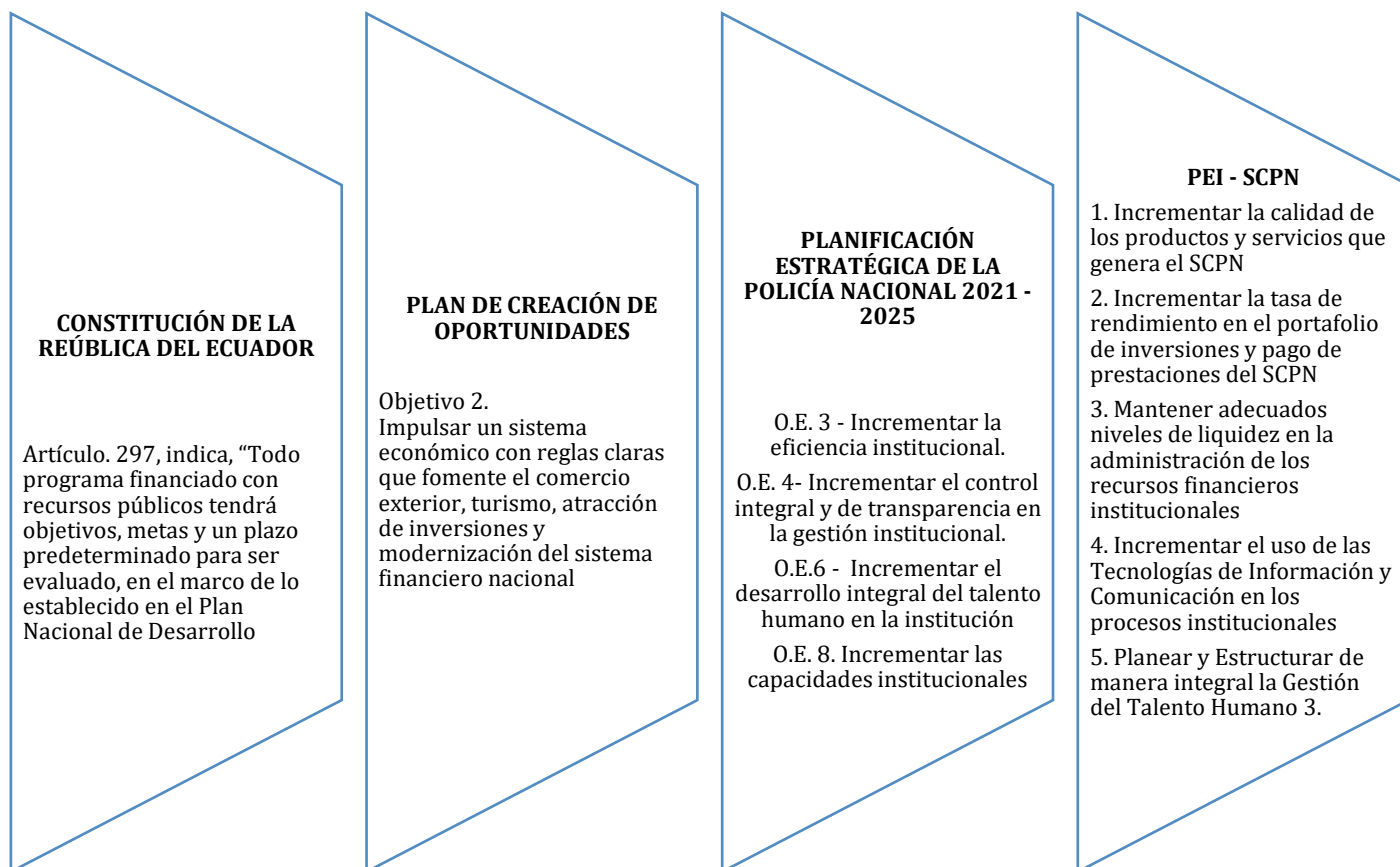 CONSTITUCIÓN DE LA
REÚBLICA DEL ECUADOR
Artículo. 297, indica, “Todo
programa financiado con
recursos públicos tendrá
objetivos, metas y un plazo
predeterminado para ser
evaluado, en el marco de lo
establecido en el Plan
Nacional de Desarrollo
PLAN DE CREACIÓN DE
OPORTUNIDADES
Objetivo 2.
Impulsar un sistema
económico con reglas claras
que fomente el comercio
exterior, turismo, atracción
de inversiones y
modernización del sistema
financiero nacional
PLANIFICACIÓN
ESTRATÉGICA DE LA
POLICÍA NACIONAL 2021 -
2025
O.E. 3 - Incrementar la
eficiencia institucional.
O.E. 4- Incrementar el control
integral y de transparencia en
la gestión institucional.
O.E.6 - Incrementar el
desarrollo integral del talento
humano en la institución
O.E. 8. Incrementar las
capacidades institucionales
PEI - SCPN
1. Incrementar la calidad de
los productos y servicios que
genera el SCPN
2. Incrementar la tasa de
rendimiento en el portafolio
de inversiones y pago de
prestaciones del SCPN
3. Mantener adecuados
niveles de liquidez en la
administración de los
recursos financieros
institucionales
4. Incrementar el uso de las
Tecnologías de Información y
Comunicación en los
procesos institucionales
5. Planear y Estructurar de
manera integral la Gestión
del Talento Humano 3.